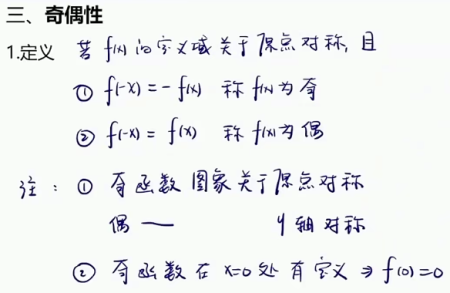 三、奇偶性
1.定义 若 f(x) 的定义域关于原点对称,且
① f(-x) = -f(x) 称 f(x) 为奇
② f(-x) = f(x) 称 f(x) 为偶
注: ① 奇函数图象关于原点对称
偶 — y轴对称
② 奇函数在 x=0 处有定义 ⇒ f(0)=0